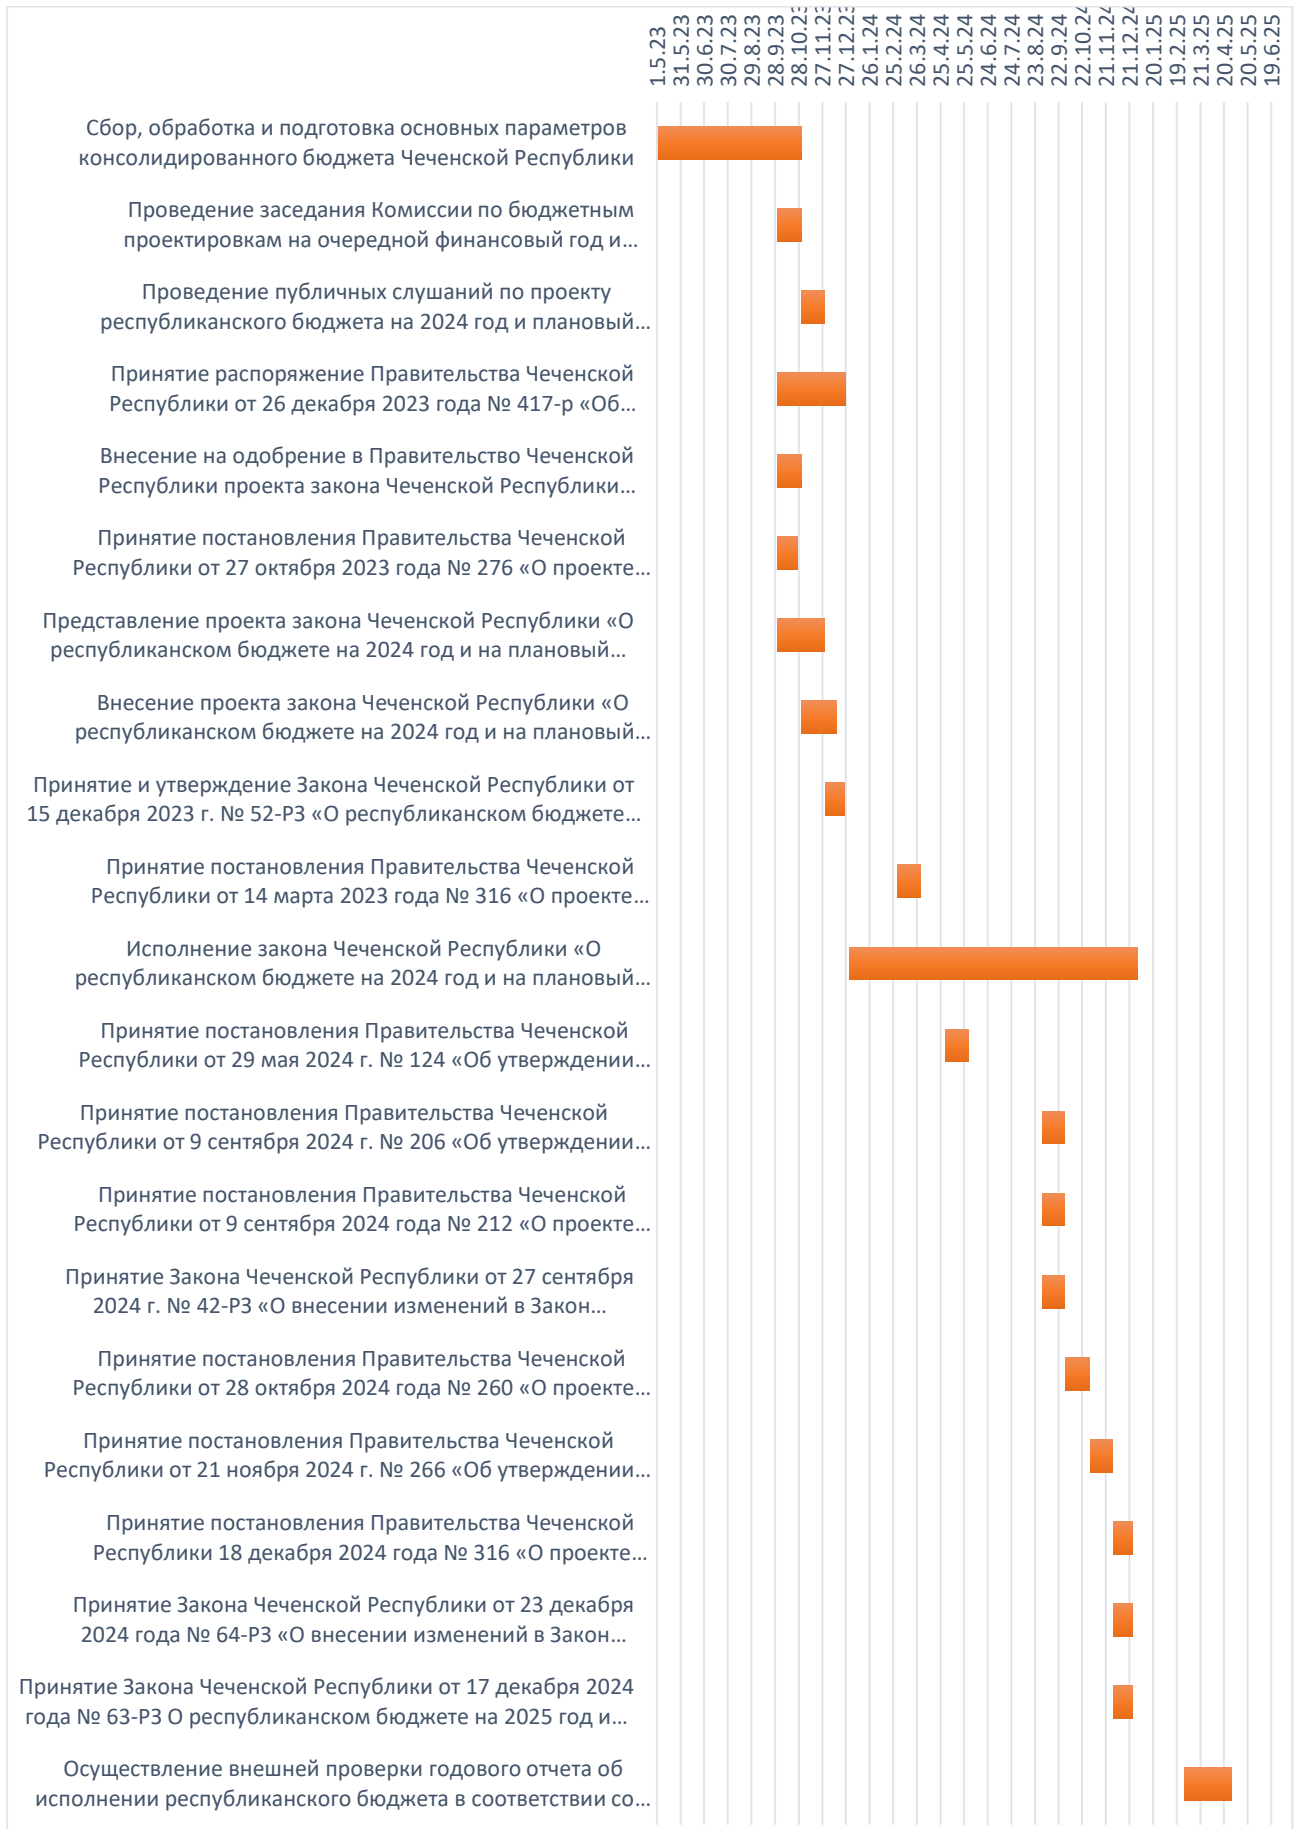 1.5.23
31.5.23
30.6.23
30.7.23
29.8.23
28.9.23
28.10.23
27.11.23
27.12.23
26.1.24
25.2.24
26.3.24
25.4.24
25.5.24
24.6.24
24.7.24
23.8.24
22.9.24
22.10.24
21.11.24
21.12.24
20.1.25
19.2.25
21.3.25
20.4.25
20.5.25
19.6.25
Сбор, обработка и подготовка основных параметров
консолидированного бюджета Чеченской Республики
Проведение заседания Комиссии по бюджетным
проектировкам на очередной финансовый год и...
Проведение публичных слушаний по проекту
республиканского бюджета на 2024 год и плановый...
Принятие распоряжение Правительства Чеченской
Республики от 26 декабря 2023 года № 417-р «Об...
Внесение на одобрение в Правительство Чеченской
Республики проекта закона Чеченской Республики...
Принятие постановления Правительства Чеченской
Республики от 27 октября 2023 года № 276 «О проекте...
Представление проекта закона Чеченской Республики «О
республиканском бюджете на 2024 год и на плановый...
Внесение проекта закона Чеченской Республики «О
республиканском бюджете на 2024 год и на плановый...
Принятие и утверждение Закона Чеченской Республики от
15 декабря 2023 г. № 52-РЗ «О республиканском бюджете...
Принятие постановления Правительства Чеченской
Республики от 14 марта 2023 года № 316 «О проекте...
Исполнение закона Чеченской Республики «О
республиканском бюджете на 2024 год и на плановый...
Принятие постановления Правительства Чеченской
Республики от 29 мая 2024 г. № 124 «Об утверждении...
Принятие постановления Правительства Чеченской
Республики от 9 сентября 2024 г. № 206 «Об утверждении...
Принятие постановления Правительства Чеченской
Республики от 9 сентября 2024 года № 212 «О проекте...
Принятие Закона Чеченской Республики от 27 сентября
2024 г. № 42-РЗ «О внесении изменений в Закон...
Принятие постановления Правительства Чеченской
Республики от 28 октября 2024 года № 260 «О проекте...
Принятие постановления Правительства Чеченской
Республики от 21 ноября 2024 г. № 266 «Об утверждении...
Принятие постановления Правительства Чеченской
Республики 18 декабря 2024 года № 316 «О проекте...
Принятие Закона Чеченской Республики от 23 декабря
2024 года № 64-РЗ «О внесении изменений в Закон...
Принятие Закона Чеченской Республики от 17 декабря 2024
года № 63-РЗ О республиканском бюджете на 2025 год и...
Осуществление внешней проверки годового отчета об
исполнении республиканского бюджета в соответствии со...